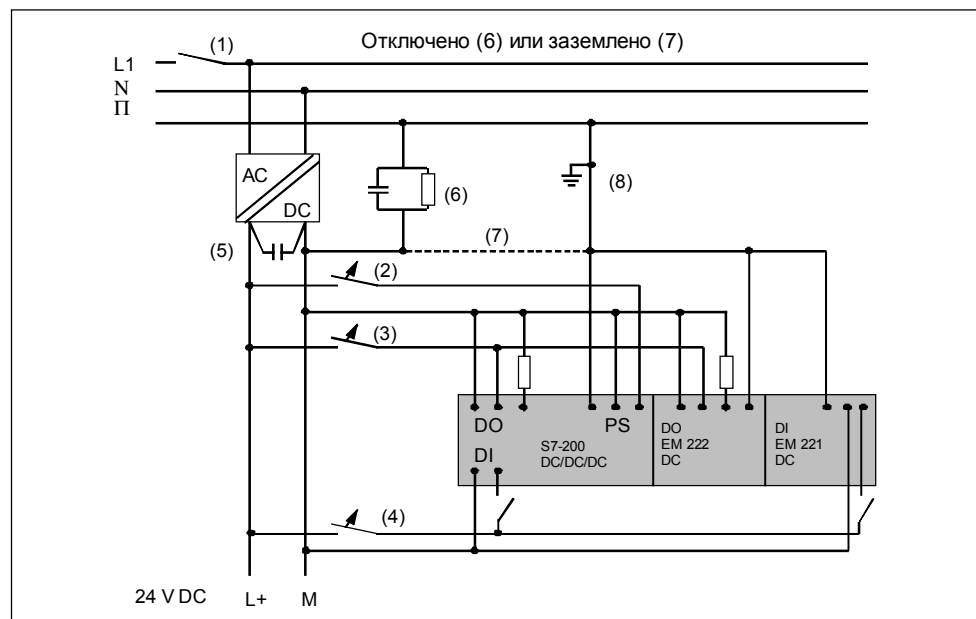 Отключено (6) или заземлено (7)
(1)
L1
N
П
AC
DC
(6)
(8)
(5)
(7)
(2)
(3)
DO
DI
S7-200
DC/DC/DC
PS
DO
EM 222
DC
DI
EM 221
DC
(4)
24 V DC
L+
M